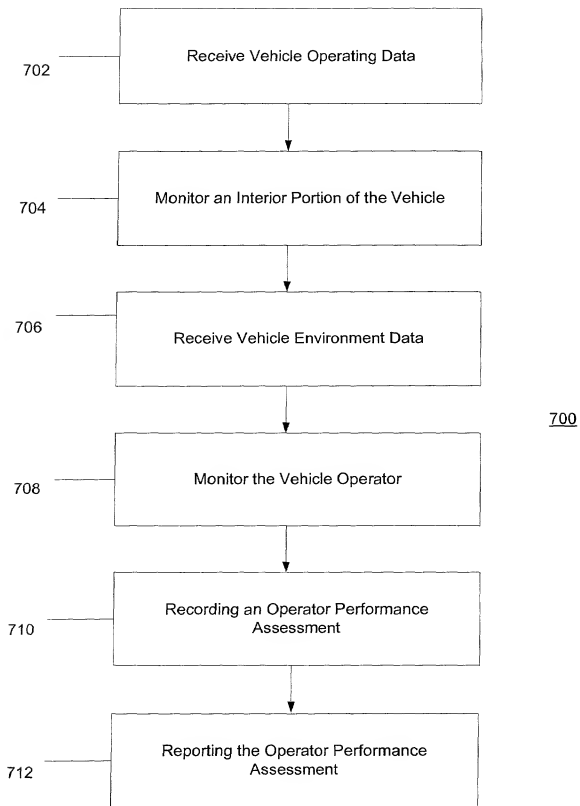 Receive Vehicle Operating Data
702
Monitor an Interior Portion of the Vehicle
704
Receive Vehicle Environment Data
706
700
Monitor the Vehicle Operator
708
Recording an Operator Performance
Assessment
710
Reporting the Operator Performance
Assessment
712